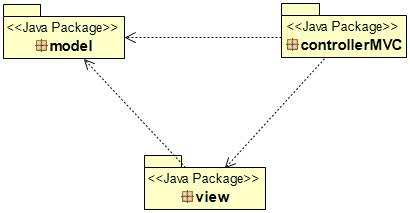 <<Java Package>>
model
<<Java Package>>
controllerMVC
<<Java Package>>
view